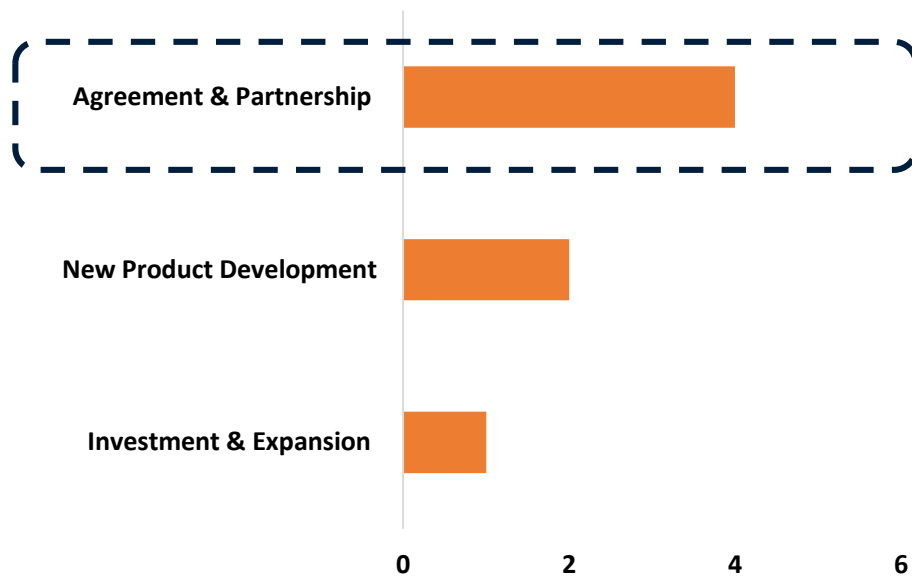 Agreement & Partnership
New Product Development
Investment & Expansion
0 2 4 6